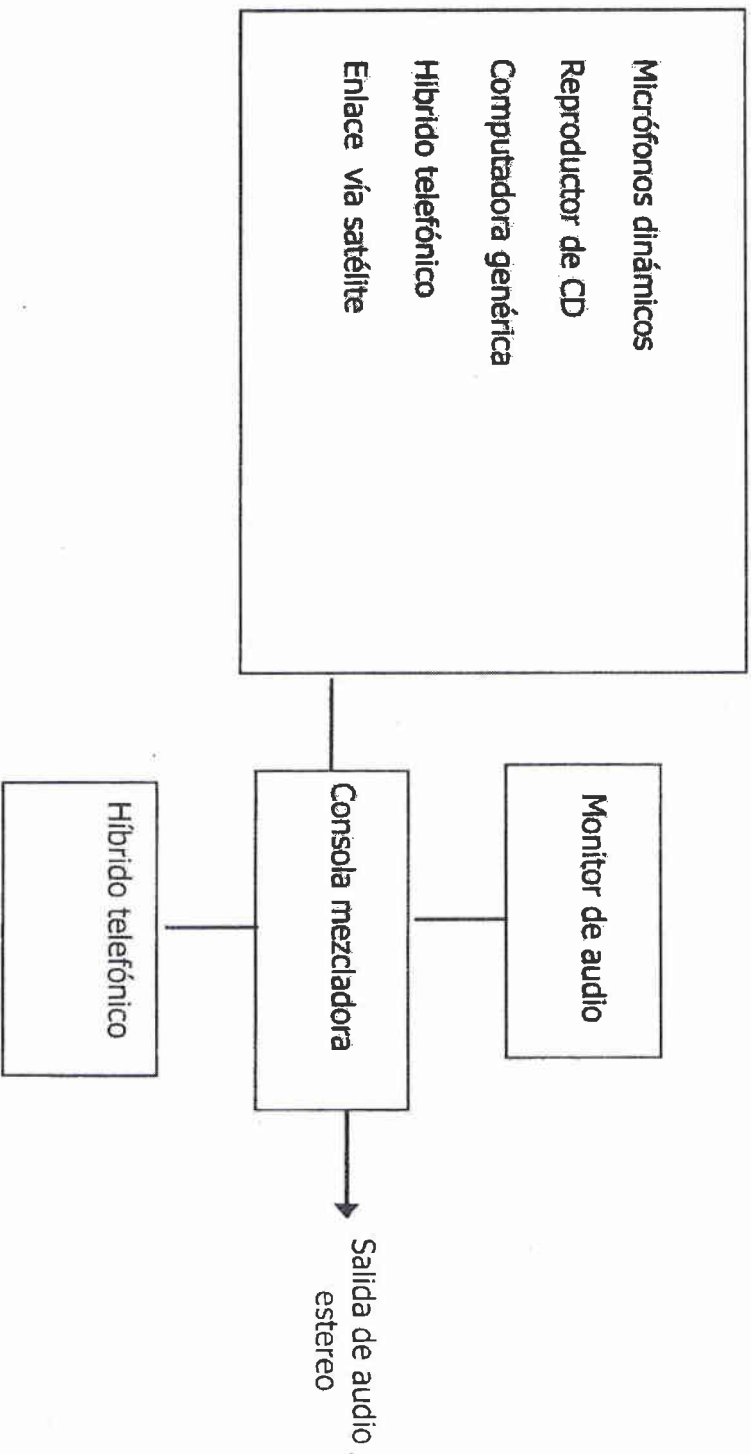 Micrófonos dinámicos
Reproductor de CD
Computadora genérica
Híbrido telefónico
Enlace vía satélite
Monitor de audio
Consola mezcladora
Híbrido telefónico
Salida de audio
estereo